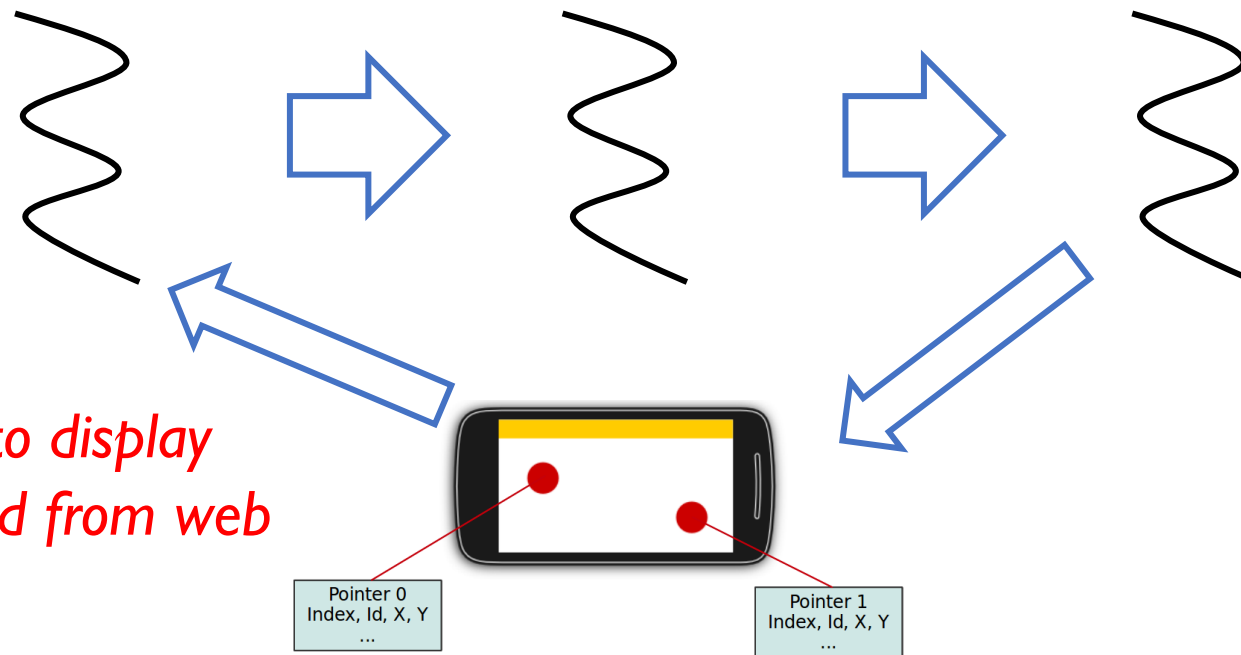 to display
d from web
Pointer 0
Index, Id, X, Y
...
Pointer 1
Index, Id, X, Y
...